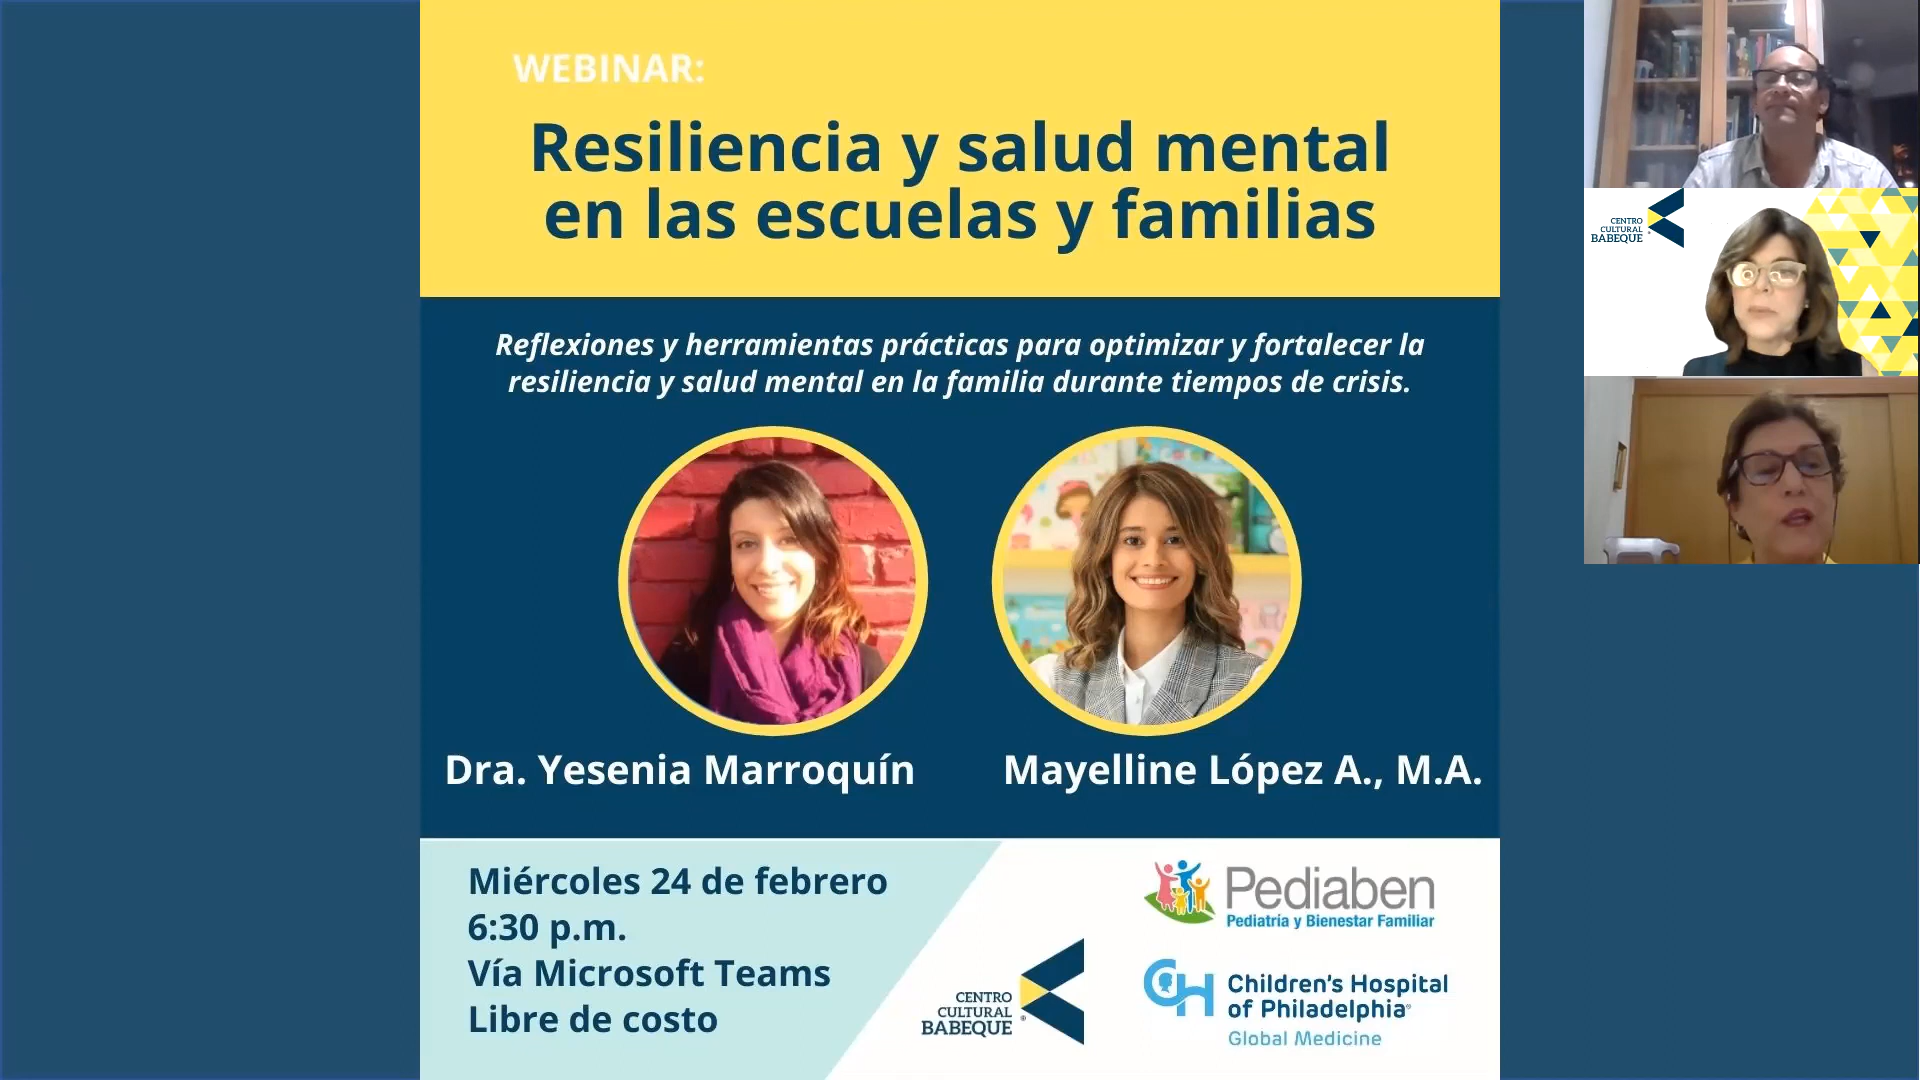 WEBINAR:
Resiliencia y salud mental
en las escuelas y familias
Reflexiones y herramientas prácticas para optimizar y fortalecer la
resiliencia y salud mental en la familia durante tiempos de crisis.
Dra. Yesenia Marroquín
Mayelline López A., M.A.
Miércoles 24 de febrero
6:30 p.m.
Vía Microsoft Teams
Libre de costo
CENTRO
CULTURAL
BABEQUE®
Pediaben
Pediatría y Bienestar Familiar
CH
Children's Hospital
of Philadelphia®
Global Medicine
CENTRO
CULTURAL
BABEQUE